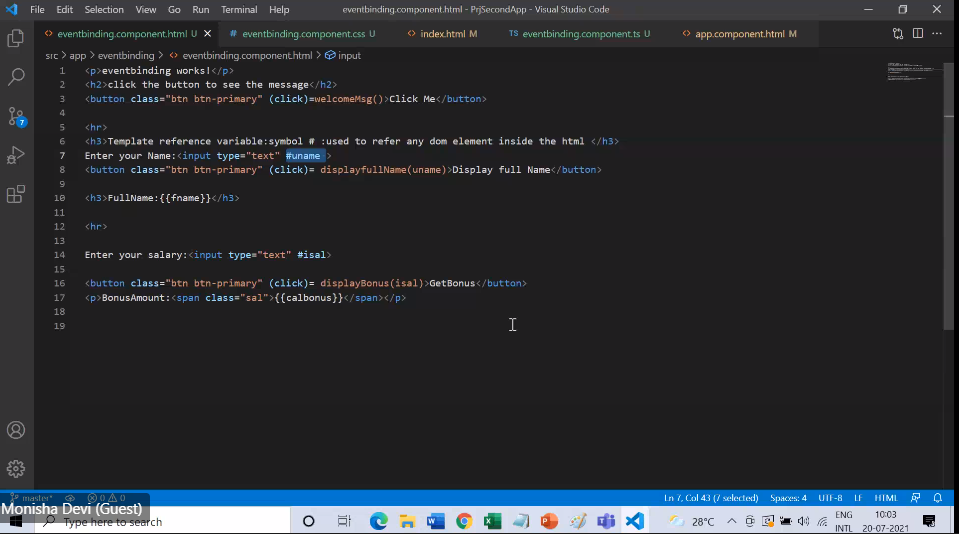 File Edit Selection View Go Run Terminal Help eventbinding.component.html - PrjSecondApp - Visual Studio Code
eventbinding.component.html U eventbinding.component.css U index.html M eventbinding.component.ts U app.component.html M
src > app > eventbinding > eventbinding.component.html > input
1 <p>eventbinding works!</p>
2 <h2>click the button to see the message</h2>
3 <button class="btn btn-primary" (click)=welcomeMsg()>Click Me</button>
4
5 <hr>
6 <h3>Template reference variable:symbol # :used to refer any dom element inside the html </h3>
7 Enter your Name:<input type="text" #uname >
8 <button class="btn btn-primary" (click)= displayfullName(uname)>Display full Name</button>
9
10 <h3>FullName:{{fname}}</h3>
11
12 <hr>
13
14 Enter your salary:<input type="text" #isal>
15
16 <button class="btn btn-primary" (click)= displayBonus(isal)>GetBonus</button>
17 <p>BonusAmount:<span class="sal">{{calbonus}}</span></p>
18
19
7
master* 0 0 Ln 7, Col 43 (7 selected) Spaces: 4 UTF-8 LF HTML
Monisha Devi (Guest)
Type here to search 28°C ENG 10:03
INTL 20-07-2021